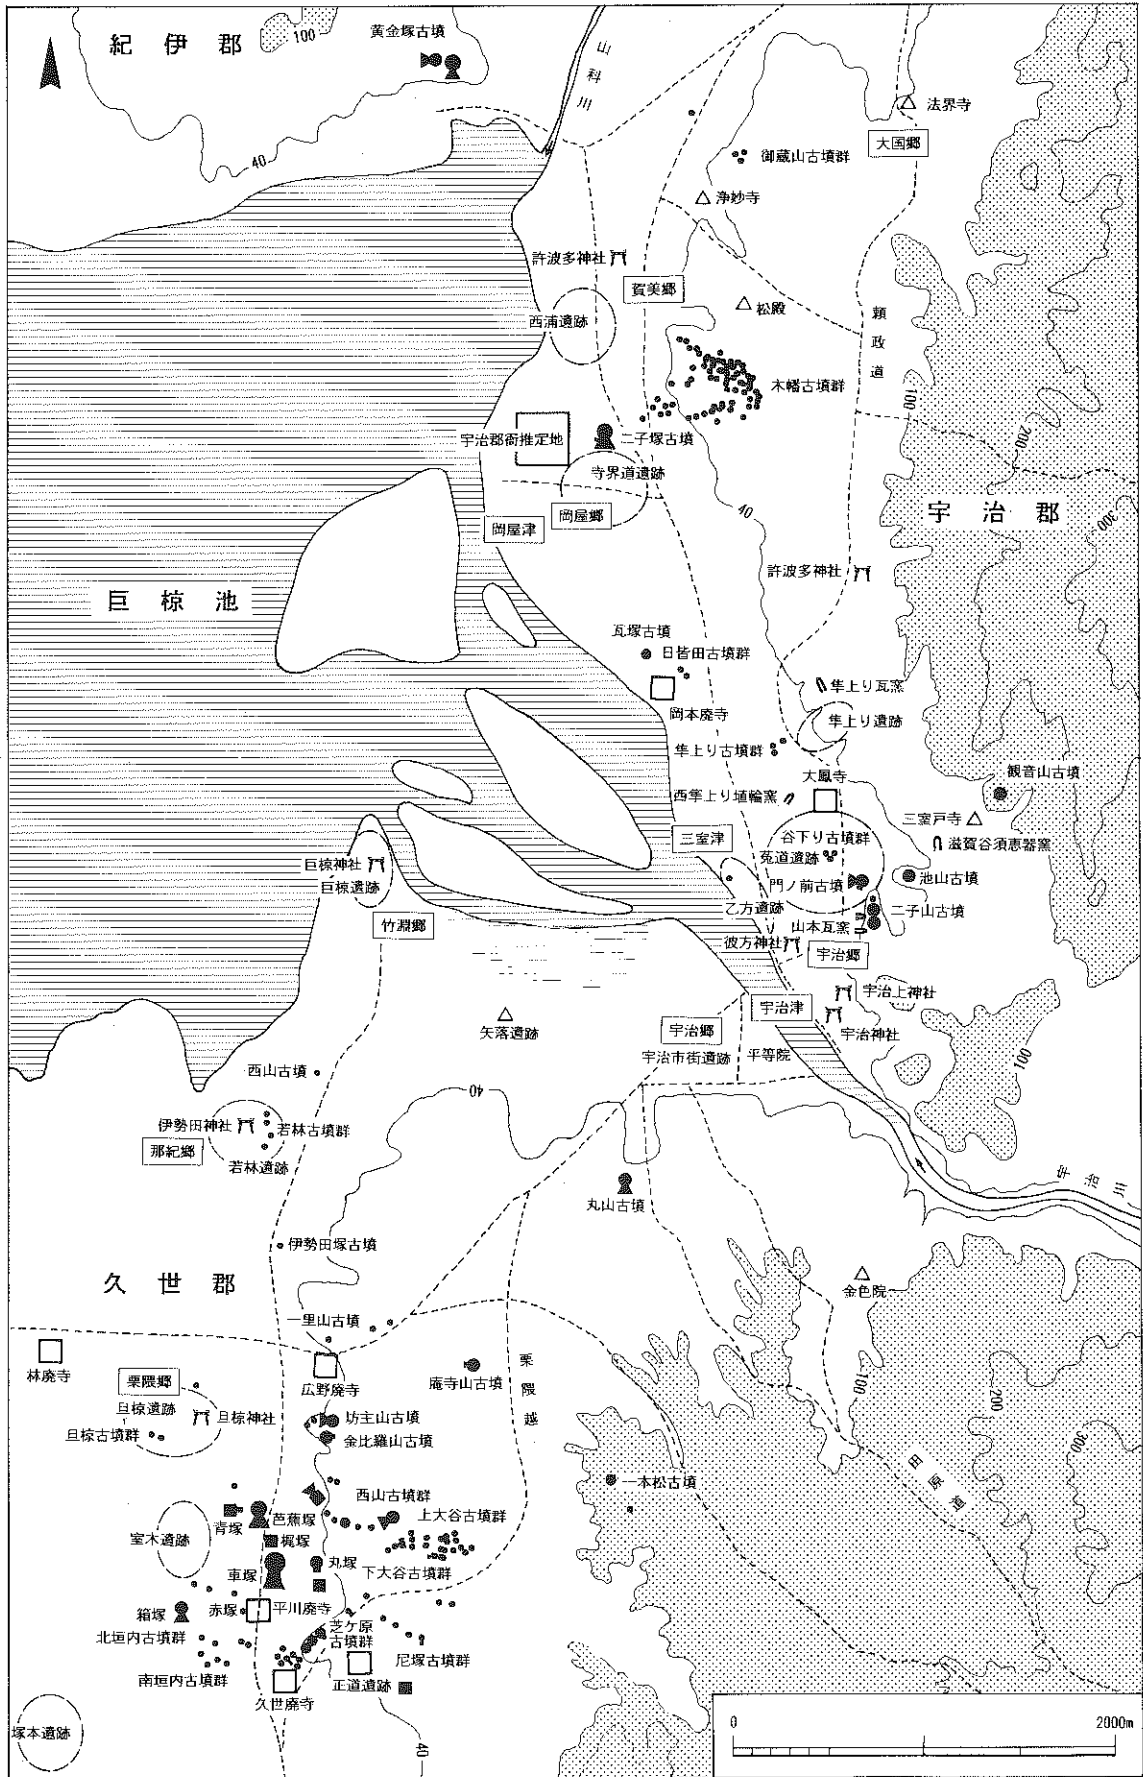 紀伊郡
100
黄金塚古墳
山科川
40
法界寺
大国郷
御蔵山古墳群
浄妙寺
許波多神社
賀美郷
西浦遺跡
松殿
頼政道
木幡古墳群
100
200
宇治郡衙推定地
二子塚古墳
寺界道遺跡
岡屋郷
岡屋津
40
宇治郡
300
許波多神社
巨椋池
瓦塚古墳
日皆田古墳群
岡本廃寺
隼上り瓦窯
隼上り遺跡
隼上り古墳群
大鳳寺
観音山古墳
西隼上り埴輪窯
三室戸寺
滋賀谷須恵器窯
三室津
谷下り古墳群
菟道遺跡
門ノ前古墳
池山古墳
巨椋神社
巨椋遺跡
乙方遺跡
二子山古墳
竹淵郷
山本瓦窯
彼方神社
宇治郷
宇治上神社
宇治津
宇治神社
矢落遺跡
宇治郷
宇治市街遺跡
平等院
100
西山古墳
40
伊勢田神社
若林古墳群
那紀郷
若林遺跡
宇治川
丸山古墳
伊勢田塚古墳
久世郡
金色院
一里山古墳
林廃寺
広野廃寺
庵寺山古墳
栗隈越
100
200
300
栗隈郷
旦椋遺跡
旦椋神社
旦椋古墳群
坊主山古墳
金比羅山古墳
田原道
一本松古墳
西山古墳群
上大谷古墳群
青塚
芭蕉塚
室木遺跡
梶塚
車塚
丸塚
下大谷古墳群
箱塚
赤塚
平川廃寺
芝ケ原
古墳群
北垣内古墳群
尼塚古墳群
南垣内古墳群
正道遺跡
久世廃寺
塚本遺跡
40
0
2000m